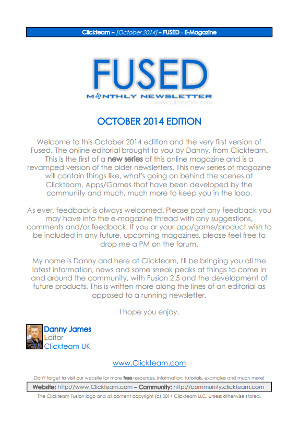 Clickteam – [October 2014] – FUSED - E-Magazine
FUSED
MONTHLY NEWSLETTER
OCTOBER 2014 EDITION
Welcome to this October 2014 edition and the very first version of
Fused. The online editorial brought to you by Danny, from Clickteam.
This is the first of a new series of this online magazine and is a
revamped version of the older newsletters. This new series of magazine
will contain things like, what's going on behind the scenes at
Clickteam, Apps/Games that have been developed by the
community and much, much more to keep you in the loop.
As ever, feedback is always welcomed. Please post any feedback you
may have into the e-magazine thread with any suggestions,
comments and/or feedback. If you or your app/game/product wish to
be included in any future, upcoming magazines, please feel free to
drop me a PM on the forum.
My name is Danny and here at Clickteam, I'll be bringing you all the
latest information, news and some sneak peaks at things to come in
and around the community, with Fusion 2.5 and the development of
future products. This is written more along the lines of an editorial as
opposed to a running newsletter.
I hope you enjoy.
Danny James
Editor
Clickteam UK
www.Clickteam.com
Don't forget to visit our website for more free resources, information, tutorials, examples and much more!
Website: http://www.Clickteam.com – Community: http://community.clickteam.com
The Clickteam Fusion logo and all content copyright (c) 2014 Clickteam LLC. Unless otherwise stated.